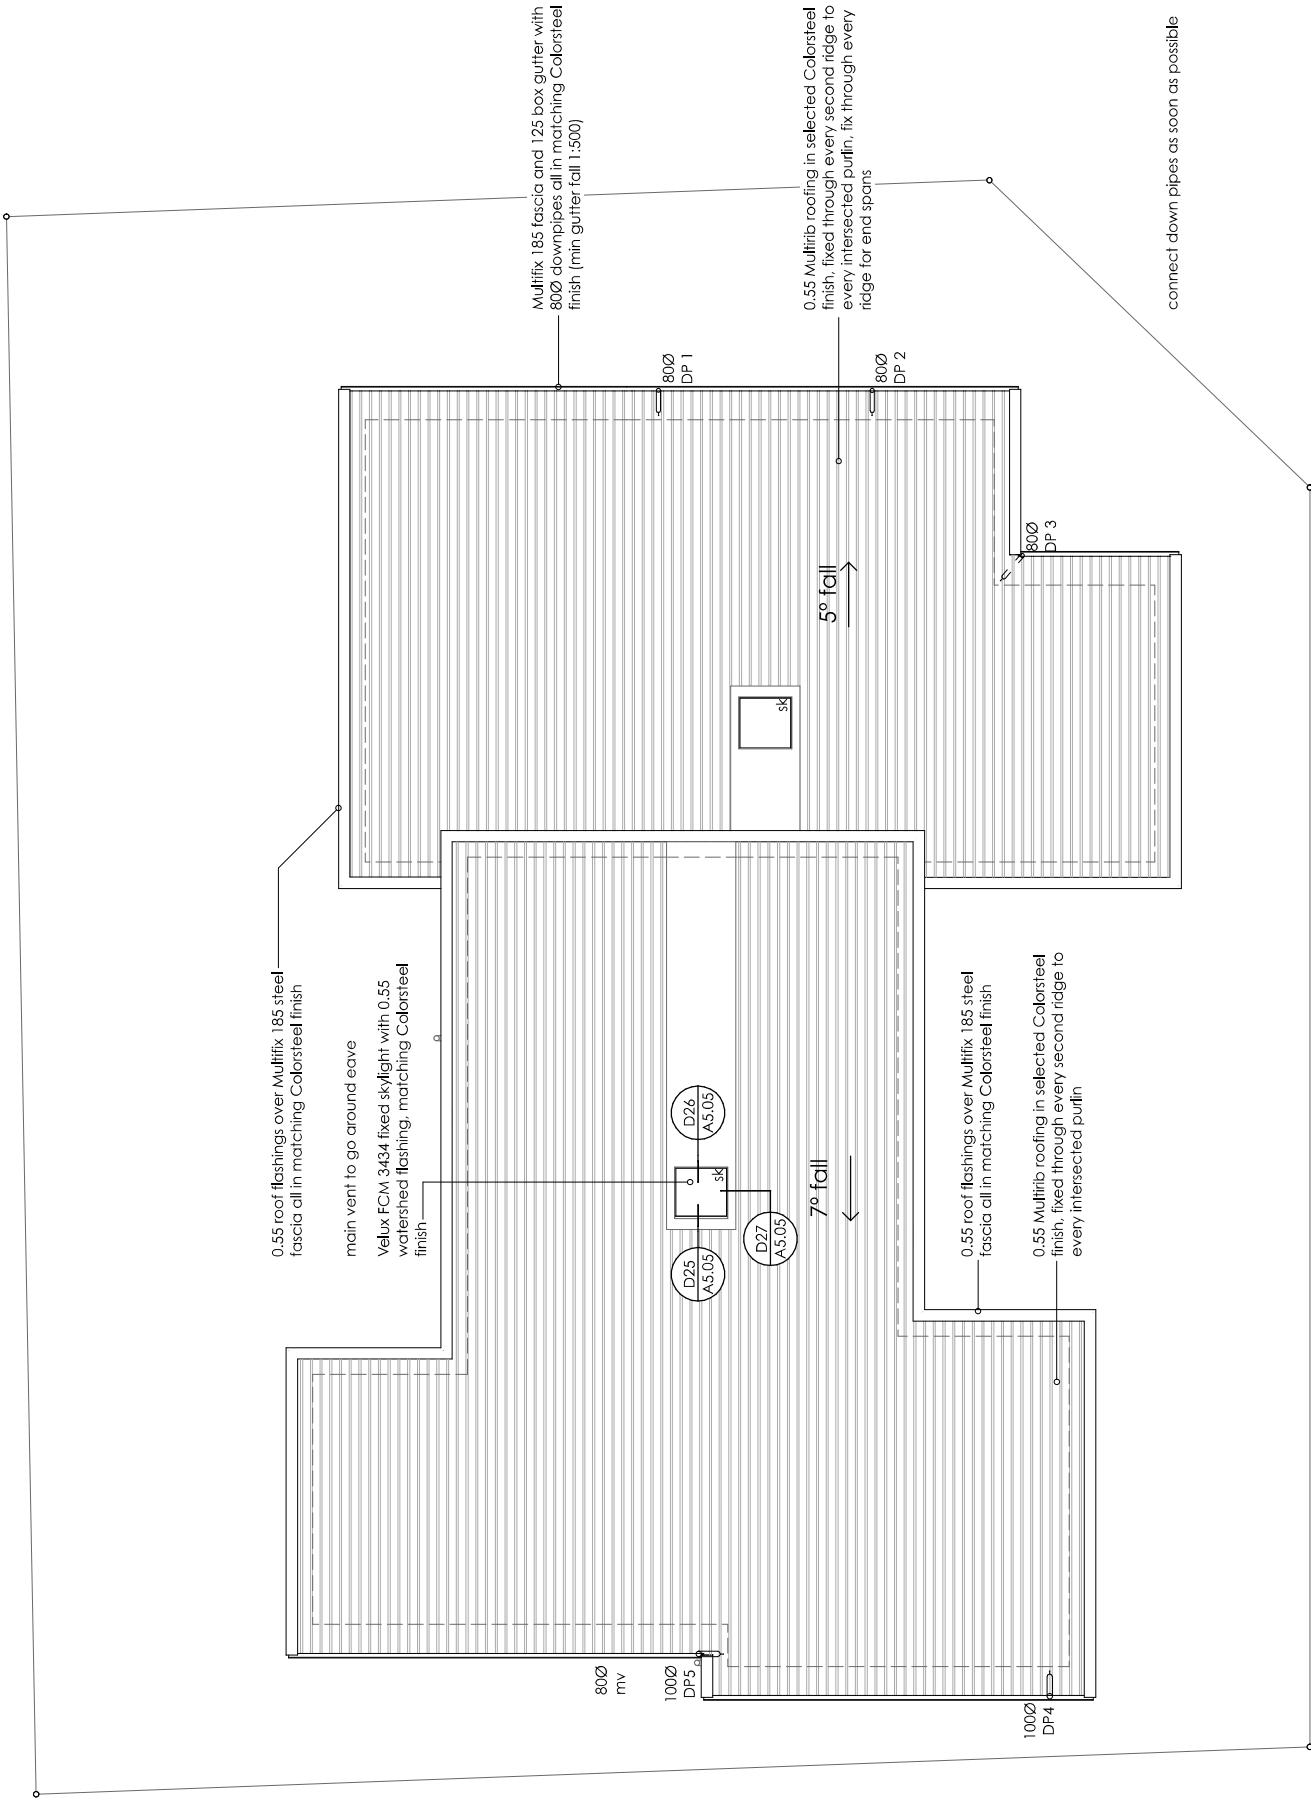 0.55 roof flashings over Multifix 185 steel
fascia all in matching Colorsteel finish
main vent to go around eave
Velux FCM 3434 fixed skylight with 0.55
watershed flashing, matching Colorsteel
finish
Multifix 185 fascia and 125 box gutter with
80Ø downpipes all in matching Colorsteel
finish (min gutter fall 1:500)
80Ø
DP 1
0.55 Multirib roofing in selected Colorsteel
finish, fixed through every second ridge to
every intersected purlin, fix through every
ridge for end spans
80Ø
DP 2
80Ø
DP 3
connect down pipes as soon as possible
5° fall
sk
D26
A5.05
sk
D25
A5.05
D27
A5.05
7° fall
0.55 roof flashings over Multifix 185 steel
fascia all in matching Colorsteel finish
0.55 Multirib roofing in selected Colorsteel
finish, fixed through every second ridge to
every intersected purlin
80Ø
mv
100Ø
DP5
100Ø
DP4